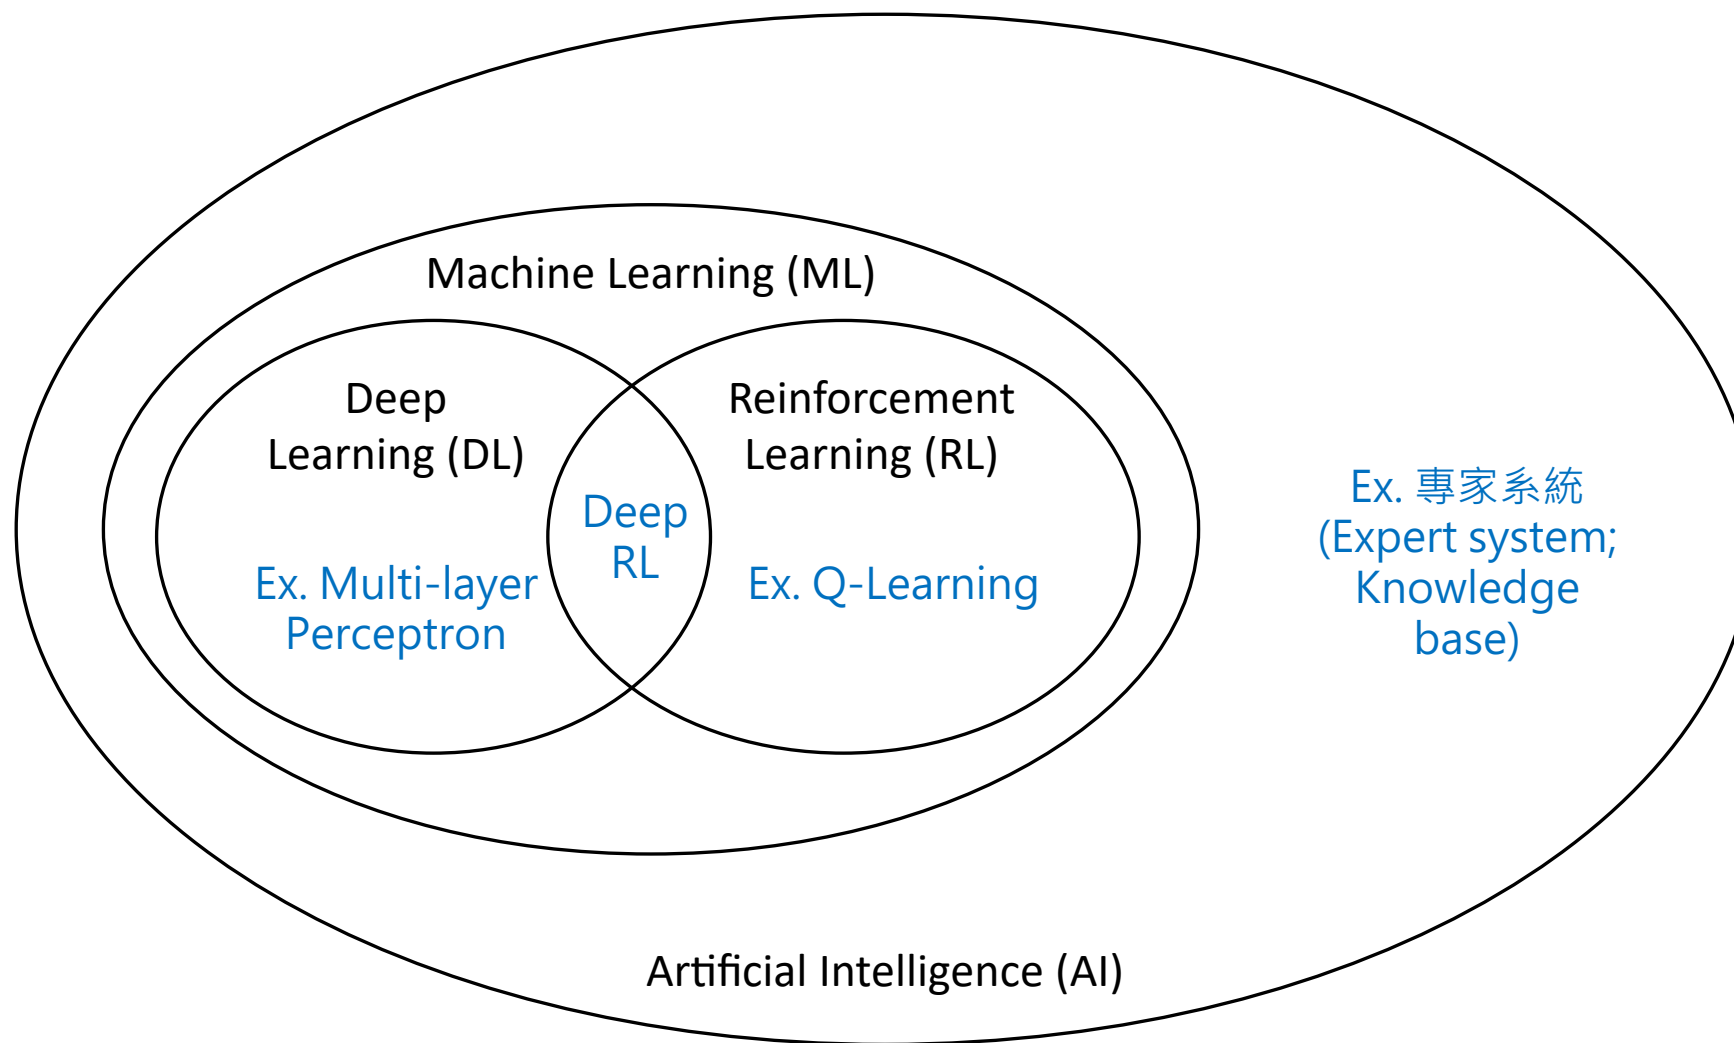 Machine Learning (ML)
Deep
Learning (DL)
Reinforcement
Learning (RL)
Deep
RL
Ex. Multi-layer
Perceptron
Ex. Q-Learning
Ex. 專家系統
(Expert system;
Knowledge
base)
Artificial Intelligence (AI)